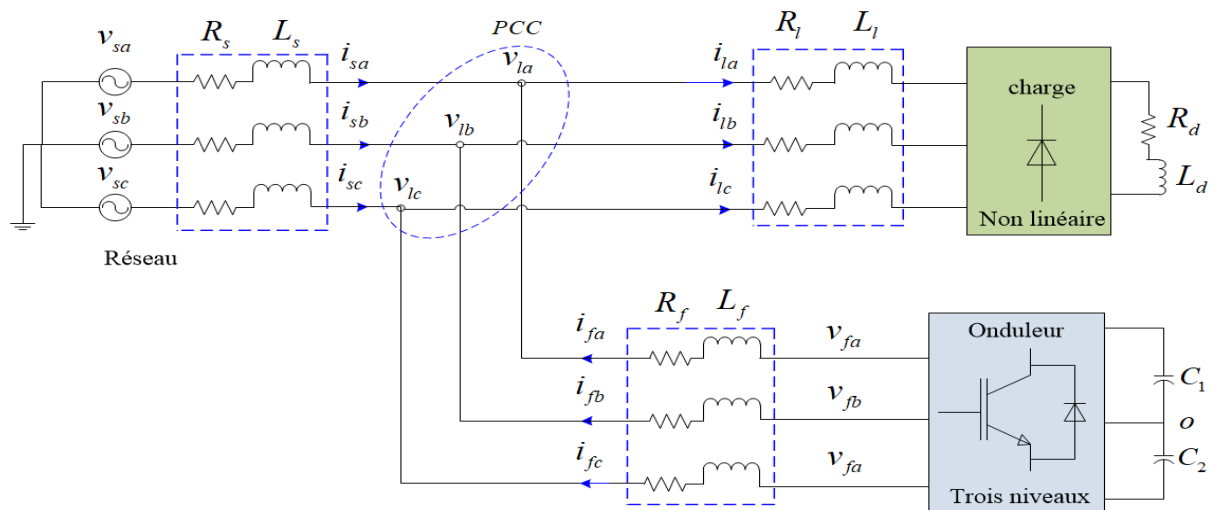 v_sa R_s L_s i_sa PCC v_la i_la R_l L_l
v_sb i_sb v_lb i_lb charge R_d
v_sc i_sc v_lc i_lc L_d
Non linéaire
Réseau
R_f L_f
i_fa v_fa Onduleur
C_1
i_fb v_fb o
i_fc v_fa C_2
Trois niveaux